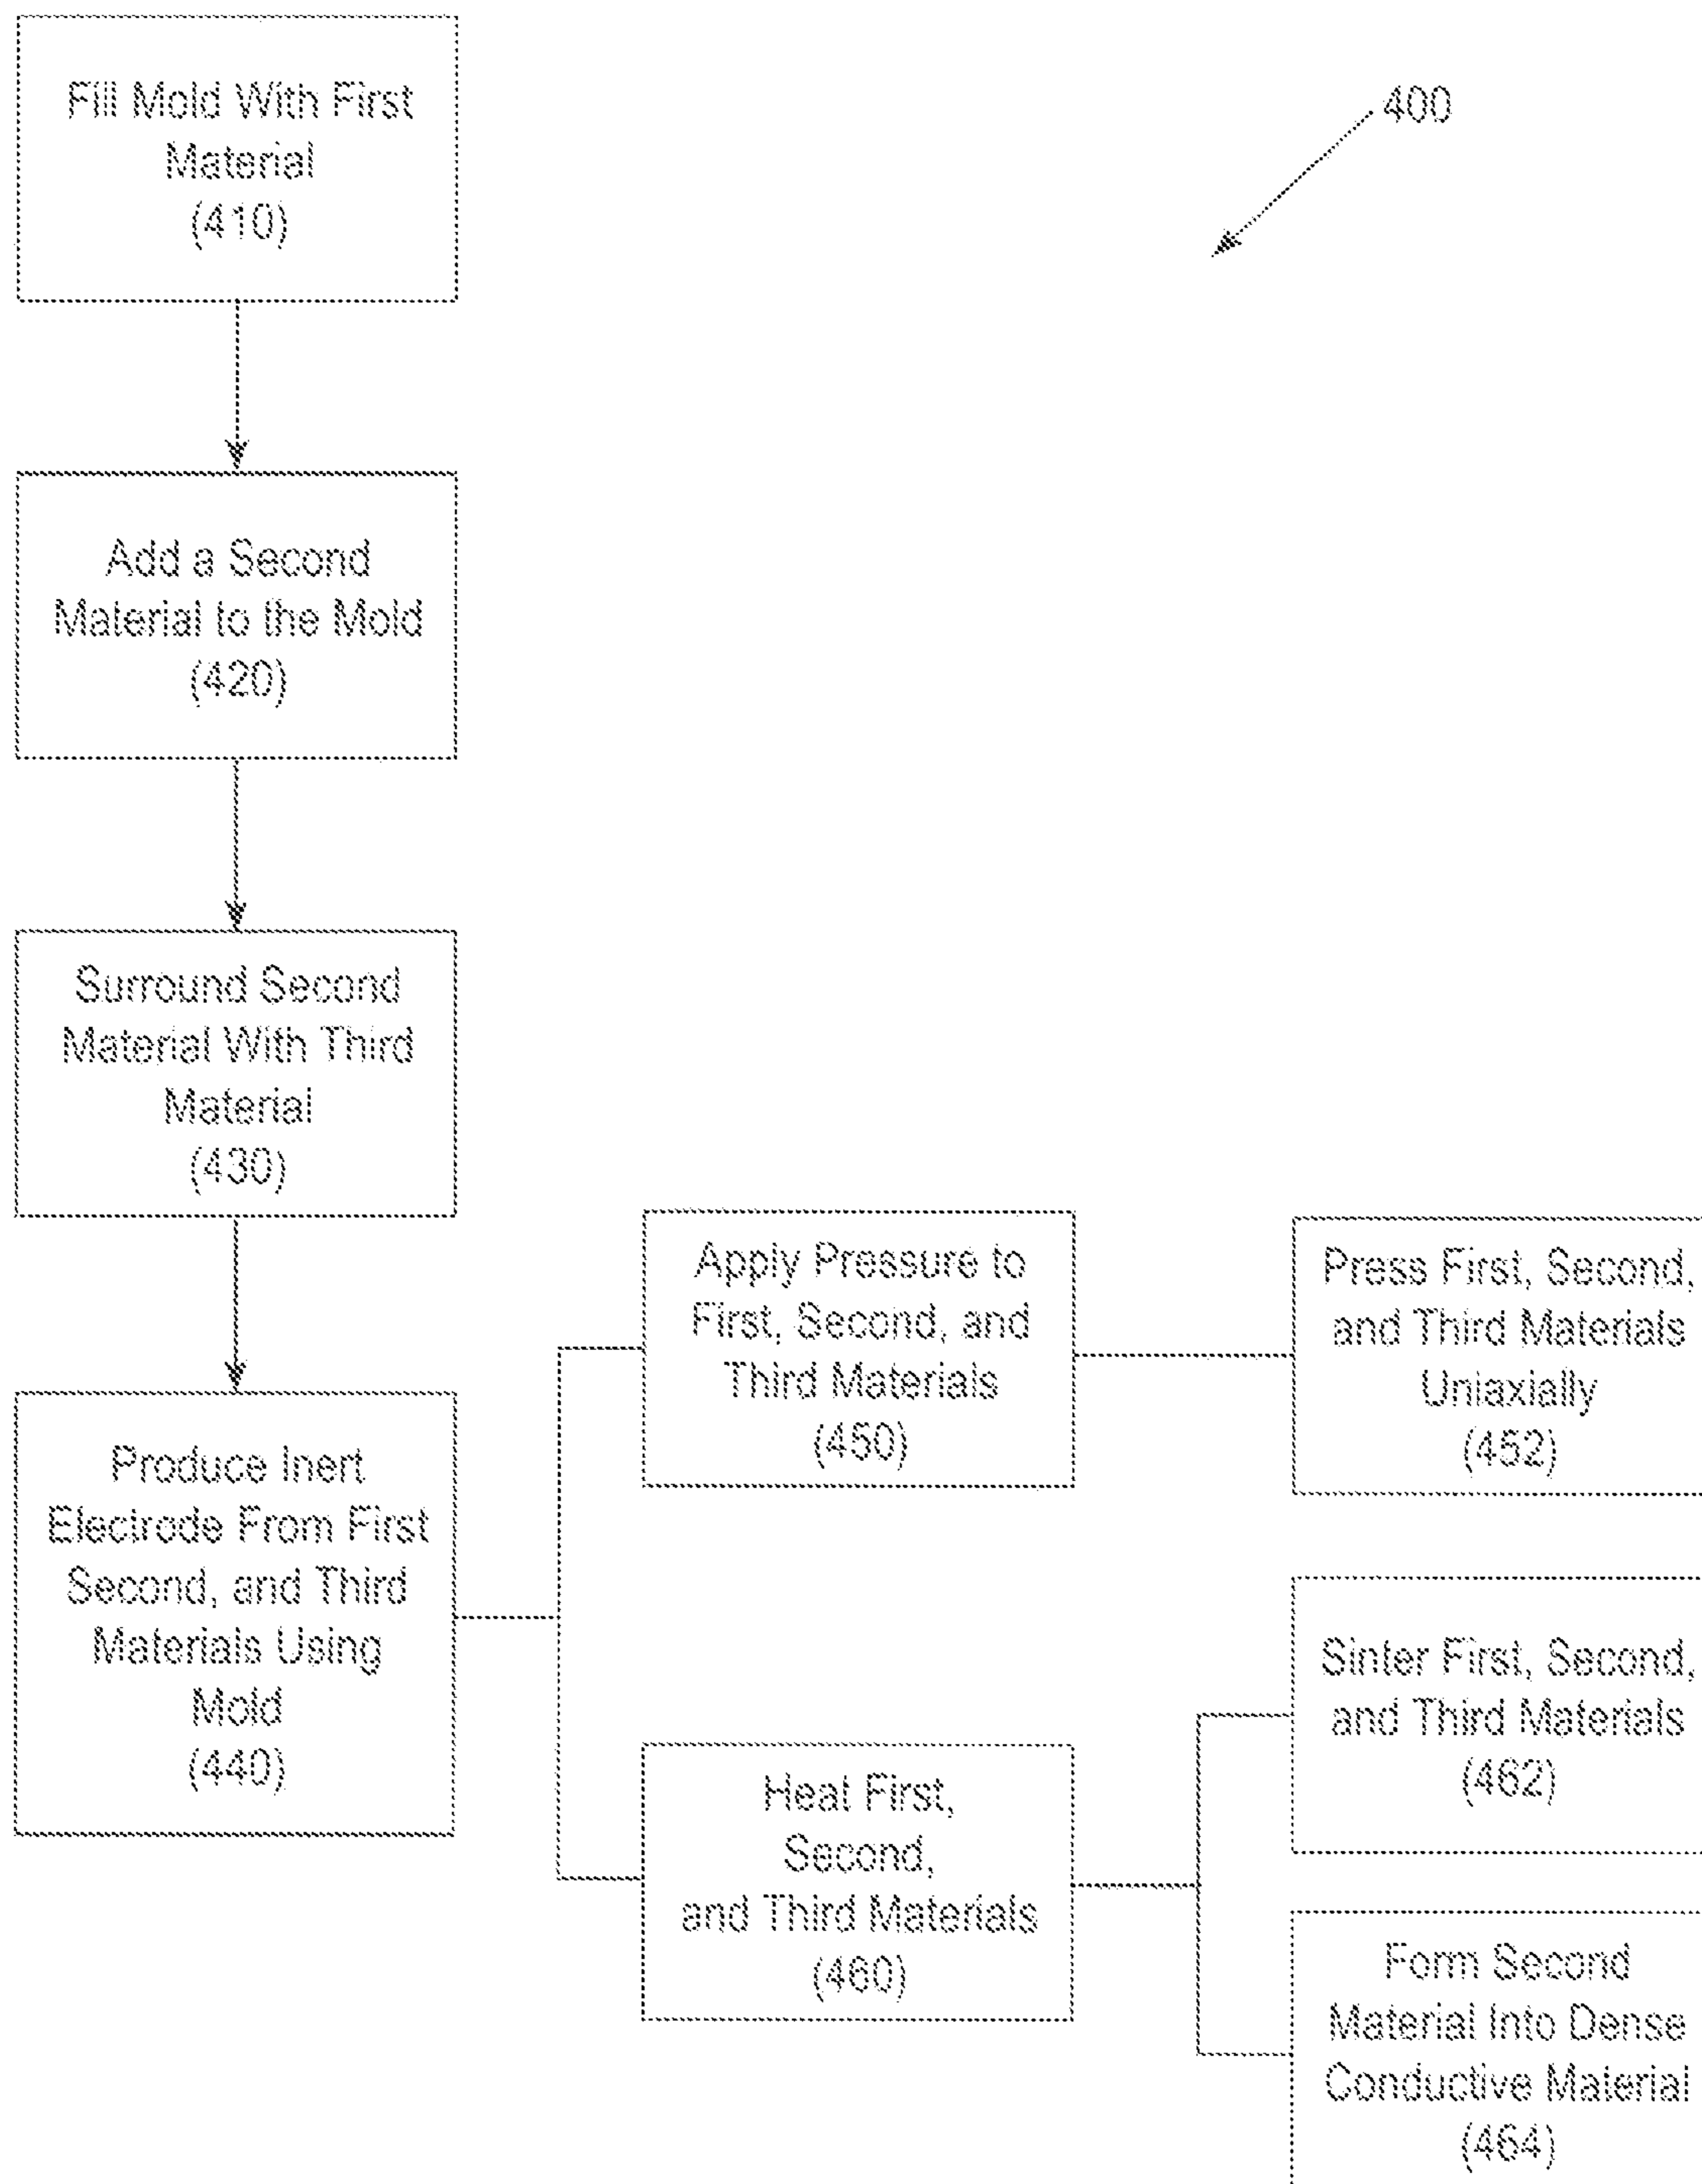 Fill Mold With First
Material
(410)
400
Add a Second
Material to the Mold
(420)
Surround Second
Material With Third
Material
(430)
Produce Inert
Electrode From First
Second, and Third
Materials Using
Mold
(440)
Apply Pressure to
First, Second, and
Third Materials
(450)
Press First, Second,
and Third Materials
Uniaxially
(452)
Heat First,
Second,
and Third Materials
(460)
Sinter First, Second,
and Third Materials
(462)
Form Second
Material Into Dense
Conductive Material
(464)